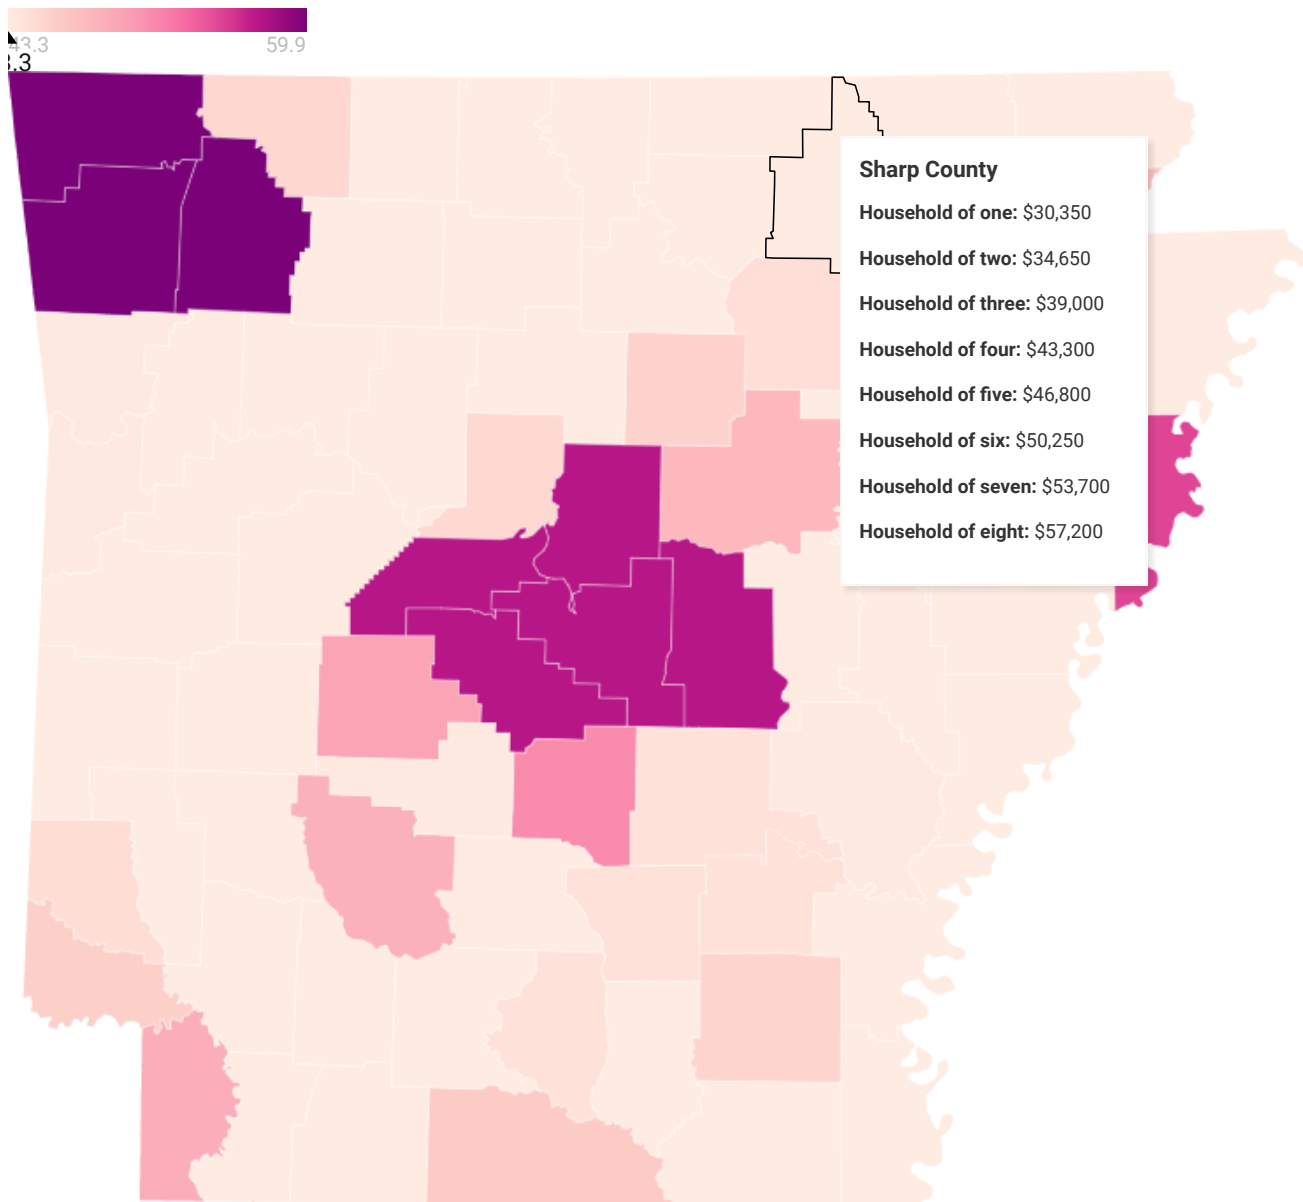 43.3 59.9
3.3
Sharp County
Household of one: $30,350
Household of two: $34,650
Household of three: $39,000
Household of four: $43,300
Household of five: $46,800
Household of six: $50,250
Household of seven: $53,700
Household of eight: $57,200